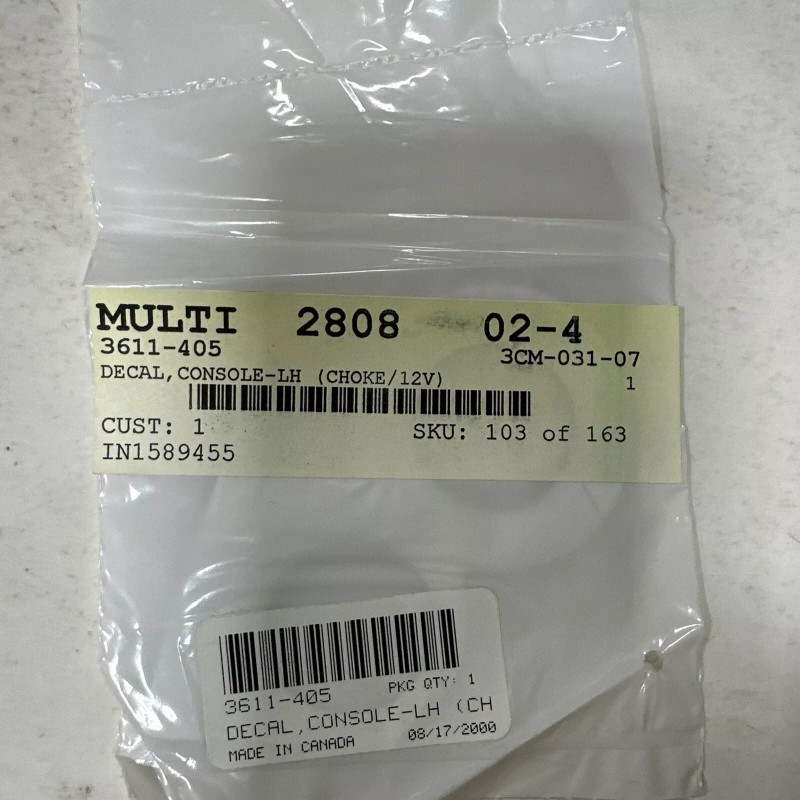 MULTI 2808 02-4
3611-405 3CM-031-07
DECAL,CONSOLE-LH (CHOKE/12V) 1
CUST: 1 SKU: 103 of 163
IN1589455
3611-405 PKG QTY: 1
DECAL,CONSOLE-LH (CH
MADE IN CANADA 08/17/2000